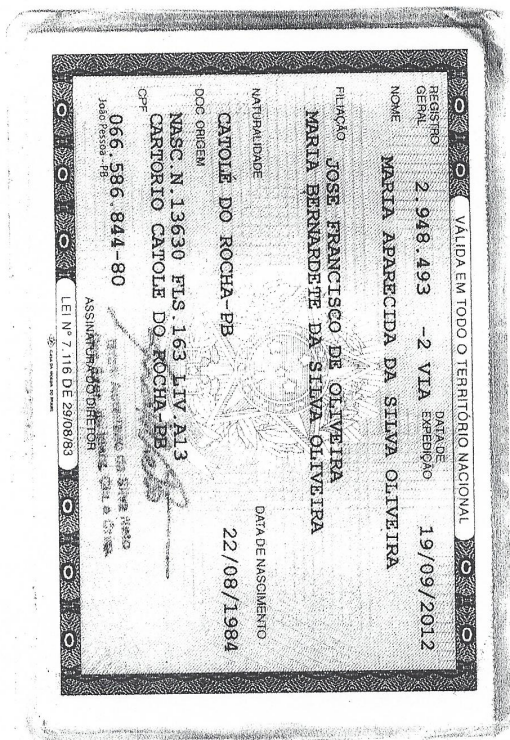 VÁLIDA EM TODO O TERRITÓRIO NACIONAL
REGISTRO GERAL 2.948.493 -2 VIA DATA DE EXPEDIÇÃO 19/09/2012
NOME MARIA APARECIDA DA SILVA OLIVEIRA
FILIAÇÃO JOSE FRANCISCO DE OLIVEIRA
MARIA BERNARDETE DA SILVA OLIVEIRA
NATURALIDADE DATA DE NASCIMENTO
CATOLÉ DO ROCHA-PB 22/08/1984
DOC ORIGEM
NASC.N.13630 FLS.163 LIV.A13
CARTORIO CATOLE DO ROCHA-PB
CPF 066.586.844-80
João Pessoa-PB
ASSINATURA DO DIRETOR
LEI Nº 7.116 DE 29/08/83